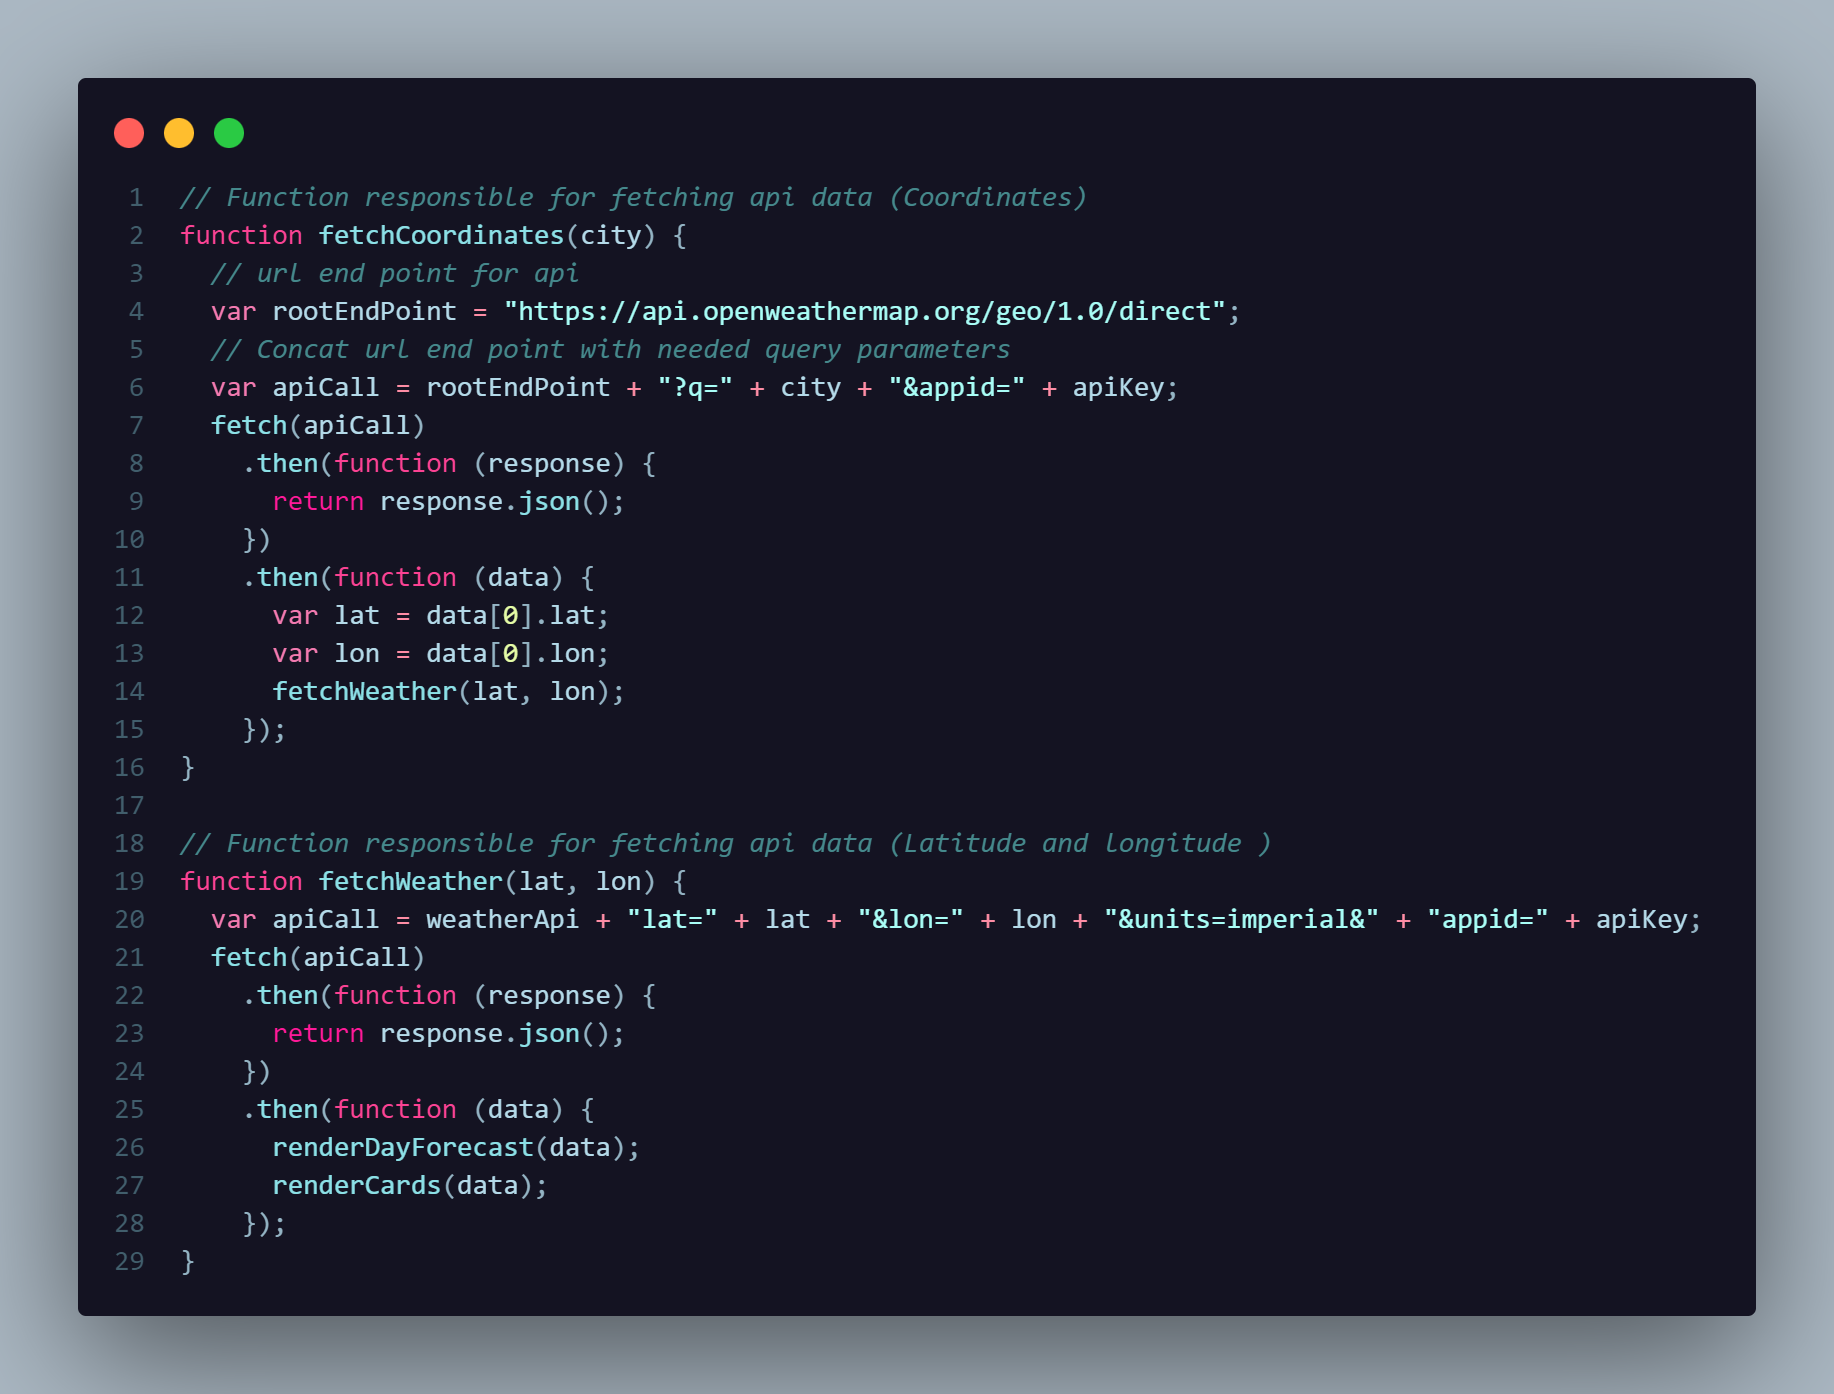 1 // Function responsible for fetching api data (Coordinates)
2 function fetchCoordinates(city) {
3   // url end point for api
4   var rootEndPoint = "https://api.openweathermap.org/geo/1.0/direct";
5   // Concat url end point with needed query parameters
6   var apiCall = rootEndPoint + "?q=" + city + "&appid=" + apiKey;
7   fetch(apiCall)
8     .then(function (response) {
9       return response.json();
10     })
11     .then(function (data) {
12       var lat = data[0].lat;
13       var lon = data[0].lon;
14       fetchWeather(lat, lon);
15     });
16 }
17
18 // Function responsible for fetching api data (Latitude and longitude )
19 function fetchWeather(lat, lon) {
20   var apiCall = weatherApi + "lat=" + lat + "&lon=" + lon + "&units=imperial&" + "appid=" + apiKey;
21   fetch(apiCall)
22     .then(function (response) {
23       return response.json();
24     })
25     .then(function (data) {
26       renderDayForecast(data);
27       renderCards(data);
28     });
29 }